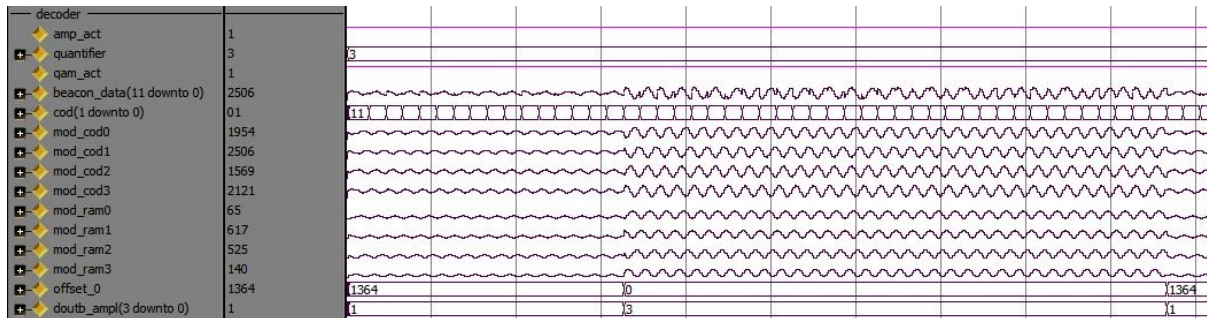 decoder
amp_act 1
quantifier 3 3
qam_act 1
beacon_data(11 downto 0) 2506
cod(1 downto 0) 01 11
mod_cod0 1954
mod_cod1 2506
mod_cod2 1569
mod_cod3 2121
mod_ram0 65
mod_ram1 617
mod_ram2 525
mod_ram3 140
offset_0 1364 1364 0 1364
doutb_ampl(3 downto 0) 1 1 3 1